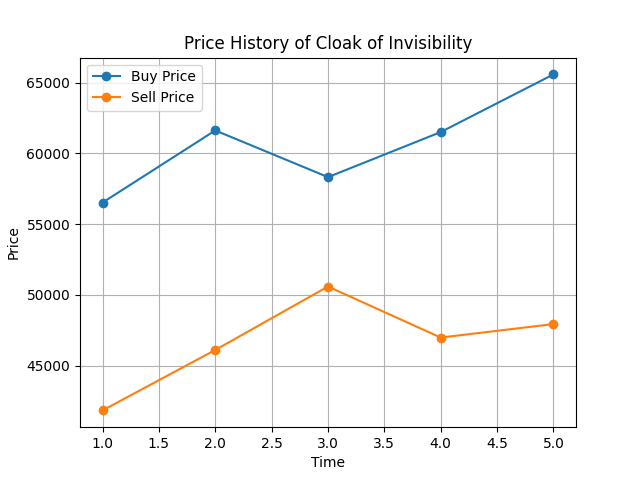 Price History of Cloak of Invisibility
Buy Price
Sell Price
65000
60000
55000
50000
45000
Price
1.0 1.5 2.0 2.5 3.0 3.5 4.0 4.5 5.0
Time